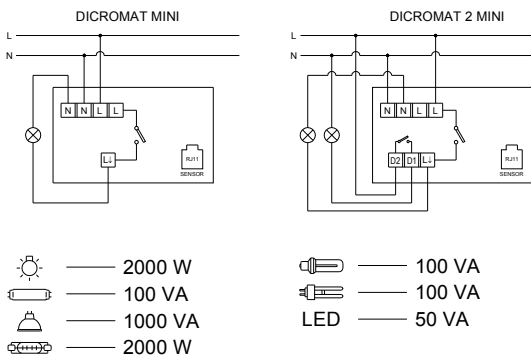 DICROMAT MINI
L
N
N N L L
L↓
RJ11
SENSOR
DICROMAT 2 MINI
N N L L
D2 D1 L↓
RJ11
SENSOR
2000 W
100 VA
1000 VA
2000 W
100 VA
100 VA
LED 50 VA